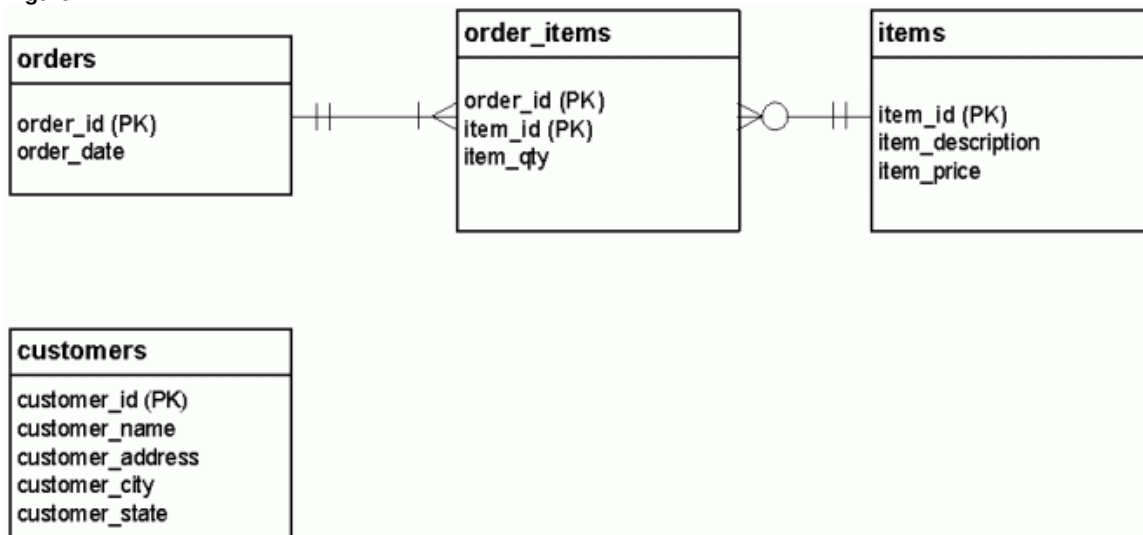 orders
order_id (PK)
order_date
order_items
order_id (PK)
item_id (PK)
item_qty
items
item_id (PK)
item_description
item_price
customers
customer_id (PK)
customer_name
customer_address
customer_city
customer_state